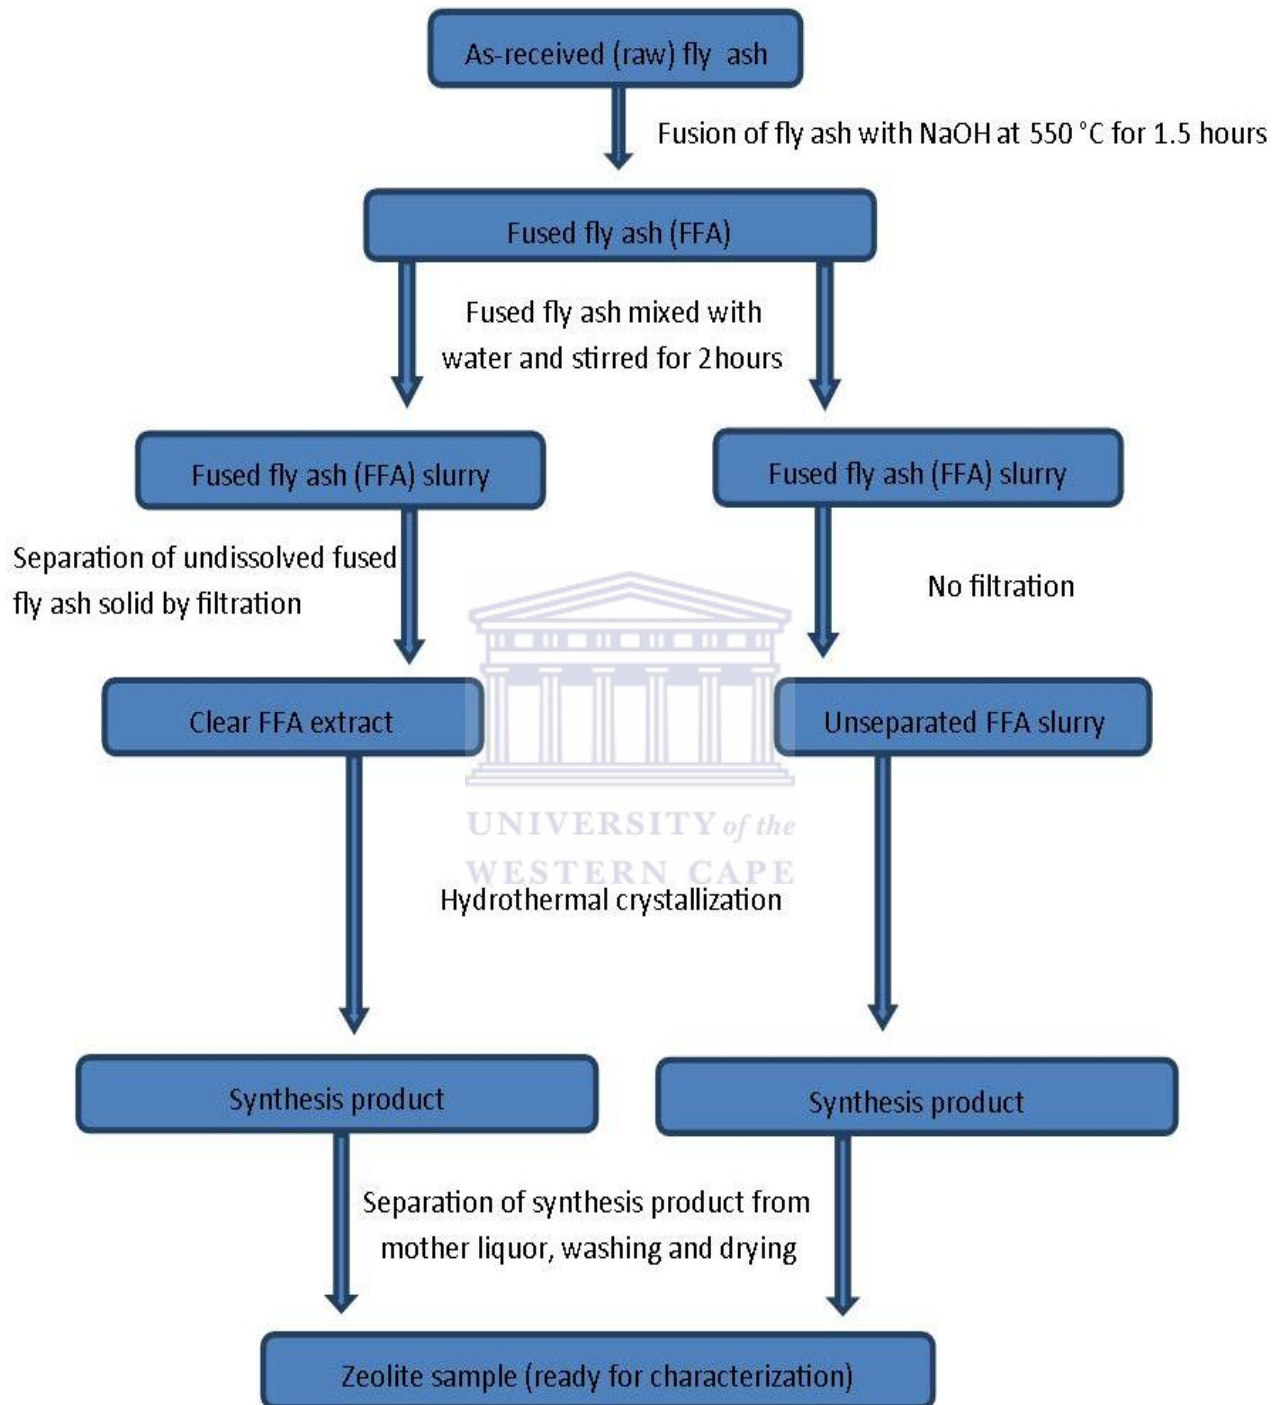 As-received (raw) fly ash
Fusion of fly ash with NaOH at 550 °C for 1.5 hours
Fused fly ash (FFA)
Fused fly ash mixed with
water and stirred for 2hours
Fused fly ash (FFA) slurry
Fused fly ash (FFA) slurry
Separation of undissolved fused
fly ash solid by filtration
No filtration
Clear FFA extract
Unseparated FFA slurry
UNIVERSITY of the
WESTERN CAPE
Hydrothermal crystallization
Synthesis product
Synthesis product
Separation of synthesis product from
mother liquor, washing and drying
Zeolite sample (ready for characterization)